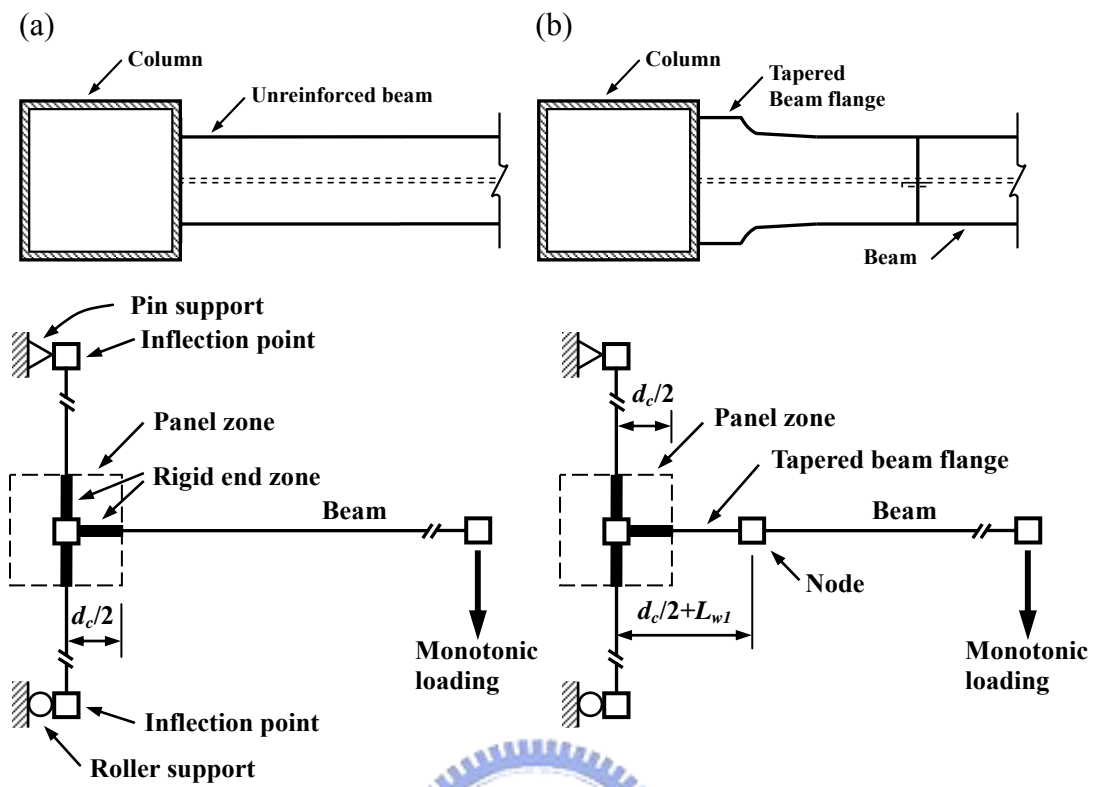 (a)
Column
Unreinforced beam
Pin support
Inflection point
Panel zone
Rigid end zone
Beam
d_c/2
Monotonic
loading
Inflection point
Roller support
(b)
Column
Tapered
Beam flange
Beam
d_c/2
Panel zone
Tapered beam flange
Beam
Node
d_c/2+L_w1
Monotonic
loading